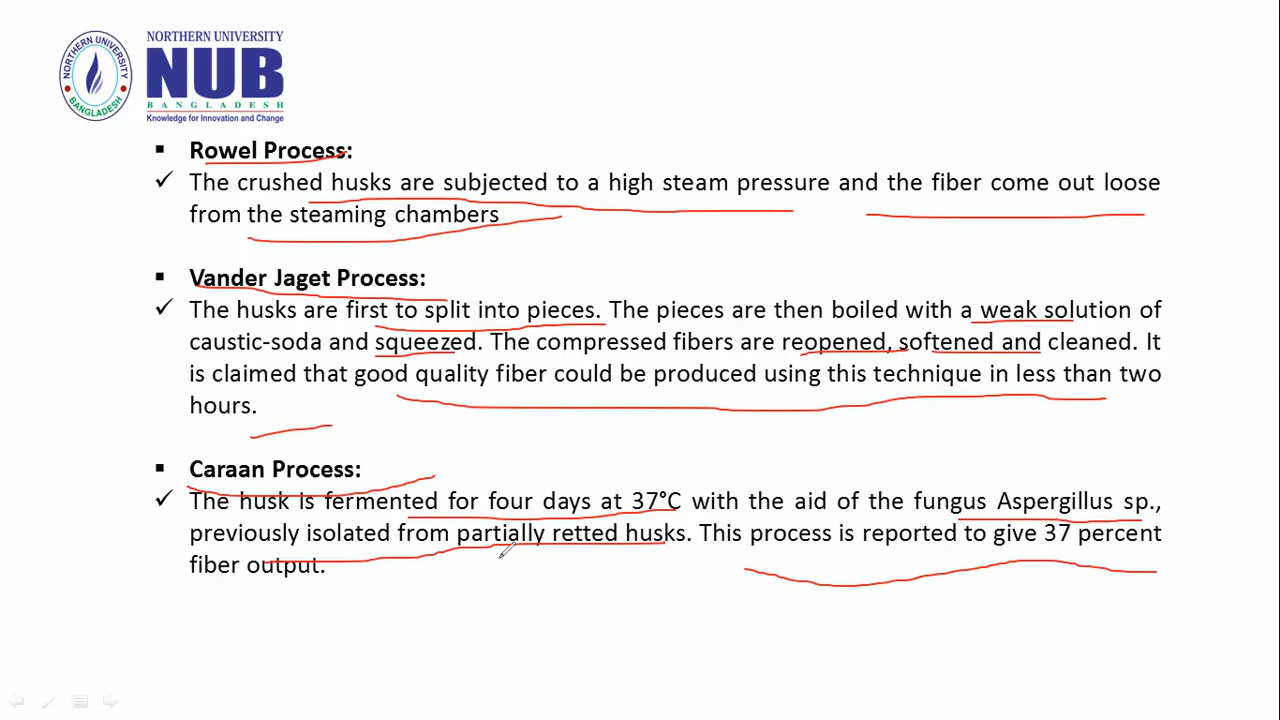 NORTHERN UNIVERSITY
NORTHERN UNIVERSITY
NUB
BANGLADESH
BANGLADESH
Knowledge for Innovation and Change
▪ Rowel Process:
✓ The crushed husks are subjected to a high steam pressure and the fiber come out loose
from the steaming chambers
▪ Vander Jaget Process:
✓ The husks are first to split into pieces. The pieces are then boiled with a weak solution of
caustic-soda and squeezed. The compressed fibers are reopened, softened and cleaned. It
is claimed that good quality fiber could be produced using this technique in less than two
hours.
▪ Caraan Process:
✓ The husk is fermented for four days at 37°C with the aid of the fungus Aspergillus sp.,
previously isolated from partially retted husks. This process is reported to give 37 percent
fiber output.